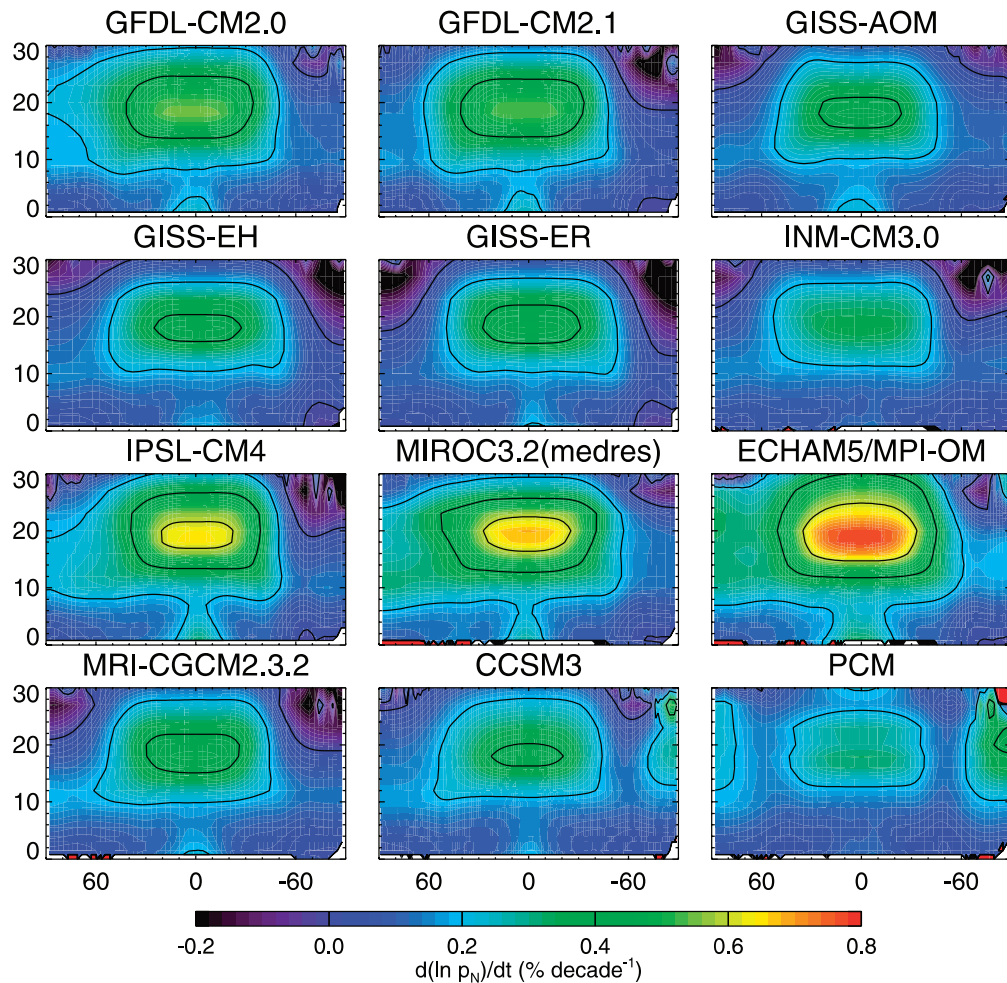 GFDL-CM2.0 GFDL-CM2.1 GISS-AOM
30
20
10
0
GISS-EH GISS-ER INM-CM3.0
30
20
10
0
IPSL-CM4 MIROC3.2(medres) ECHAM5/MPI-OM
30
20
10
0
MRI-CGCM2.3.2 CCSM3 PCM
30
20
10
0
60 0 -60 60 0 -60 60 0 -60
-0.2 0.0 0.2 0.4 0.6 0.8
d(ln p_N)/dt (% decade⁻¹)